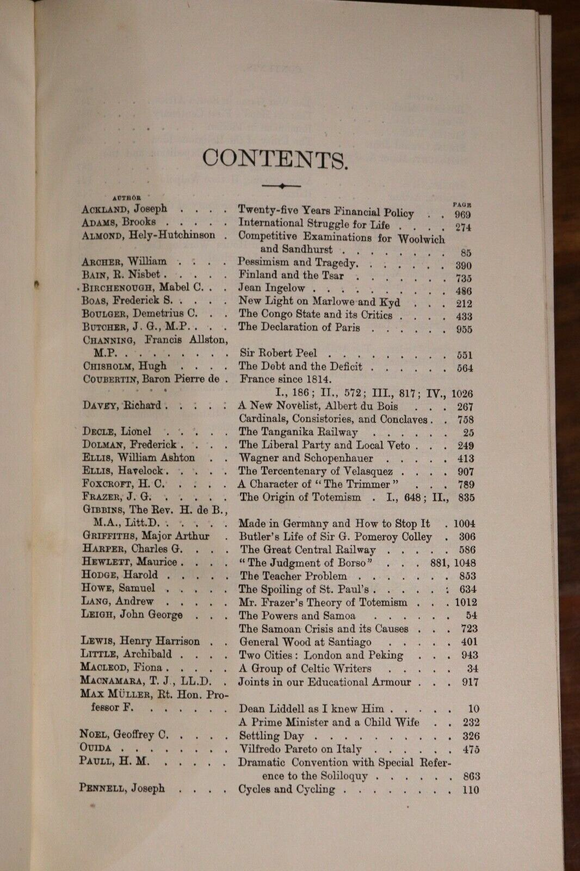 CONTENTS.
AUTHOR PAGE
ACKLAND, Joseph . . . . Twenty-five Years Financial Policy . . 969
ADAMS, Brooks . . . . . International Struggle for Life . . . . 274
ALMOND, Hely-Hutchinson . Competitive Examinations for Woolwich
and Sandhurst . . . . . . . . 85
ARCHER, William . . . . Pessimism and Tragedy. . . . . . . 390
BAIN, R. Nisbet . . . . . Finland and the Tsar . . . . . . . 735
BIRCHENOUGH, Mabel C. . . Jean Ingelow . . . . . . . . . . 486
BOAS, Frederick S. . . . . New Light on Marlowe and Kyd . . . 212
BOULGER, Demetrius C. . . The Congo State and its Critics . . . . 433
BUTCHER, J. G., M.P. . . . The Declaration of Paris . . . . . . 955
CHANNING, Francis Allston,
M.P. . . . . . . . . Sir Robert Peel . . . . . . . . . 551
CHISHOLM, Hugh . . . . The Debt and the Deficit . . . . . . 564
COUBERTIN, Baron Pierre de . France since 1814.
I., 186; II., 572; III., 817; IV., 1026
DAVEY, Richard . . . . . A New Novelist, Albert du Bois . . . 267
Cardinals, Consistories, and Conclaves . . 758
DECLE, Lionel . . . . . The Tanganika Railway . . . . . . 25
DOLMAN, Frederick . . . . The Liberal Party and Local Veto . . . 249
ELLIS, William Ashton . . Wagner and Schopenhauer . . . . . 413
ELLIS, Havelock . . . . . The Tercentenary of Velasquez . . . . 907
FOXCROFT, H. C. . . . . A Character of "The Trimmer" . . . 789
FRAZER, J. G. . . . . . The Origin of Totemism . I., 648; II., 835
GIBBINS, The Rev. H. de B.,
M.A., Litt.D. . . . . . Made in Germany and How to Stop It . 1004
GRIFFITHS, Major Arthur . Butler's Life of Sir G. Pomeroy Colley . 306
HARPER, Charles G. . . . The Great Central Railway . . . . . 586
HEWLETT, Maurice . . . . "The Judgment of Borso" . . . 881, 1048
HODGE, Harold . . . . . The Teacher Problem . . . . . . . 853
HOWE, Samuel . . . . . The Spoiling of St. Paul's . . . . . . 634
LANG, Andrew . . . . . Mr. Frazer's Theory of Totemism . . . 1012
LEIGH, John George . . . The Powers and Samoa . . . . . . 54
The Samoan Crisis and its Causes . . . 723
LEWIS, Henry Harrison . . General Wood at Santiago . . . . 401
LITTLE, Archibald . . . . Two Cities: London and Peking . . . 943
MACLEOD, Fiona . . . . . A Group of Celtic Writers . . . . . 34
MACNAMARA, T. J., LL.D. . Joints in our Educational Armour . . . 917
MAX MÜLLER, Rt. Hon. Pro-
fessor F. . . . . . . Dean Liddell as I knew Him . . . . . 10
A Prime Minister and a Child Wife . . 232
NOEL, Geoffrey C. . . . . Settling Day . . . . . . . . . . 326
OUIDA . . . . . . . . Vilfredo Pareto on Italy . . . . . . 475
PAULL, H. M. . . . . . Dramatic Convention with Special Refer-
ence to the Soliloquy . . . . . . 863
PENNELL, Joseph . . . . Cycles and Cycling . . . . . . . . 110